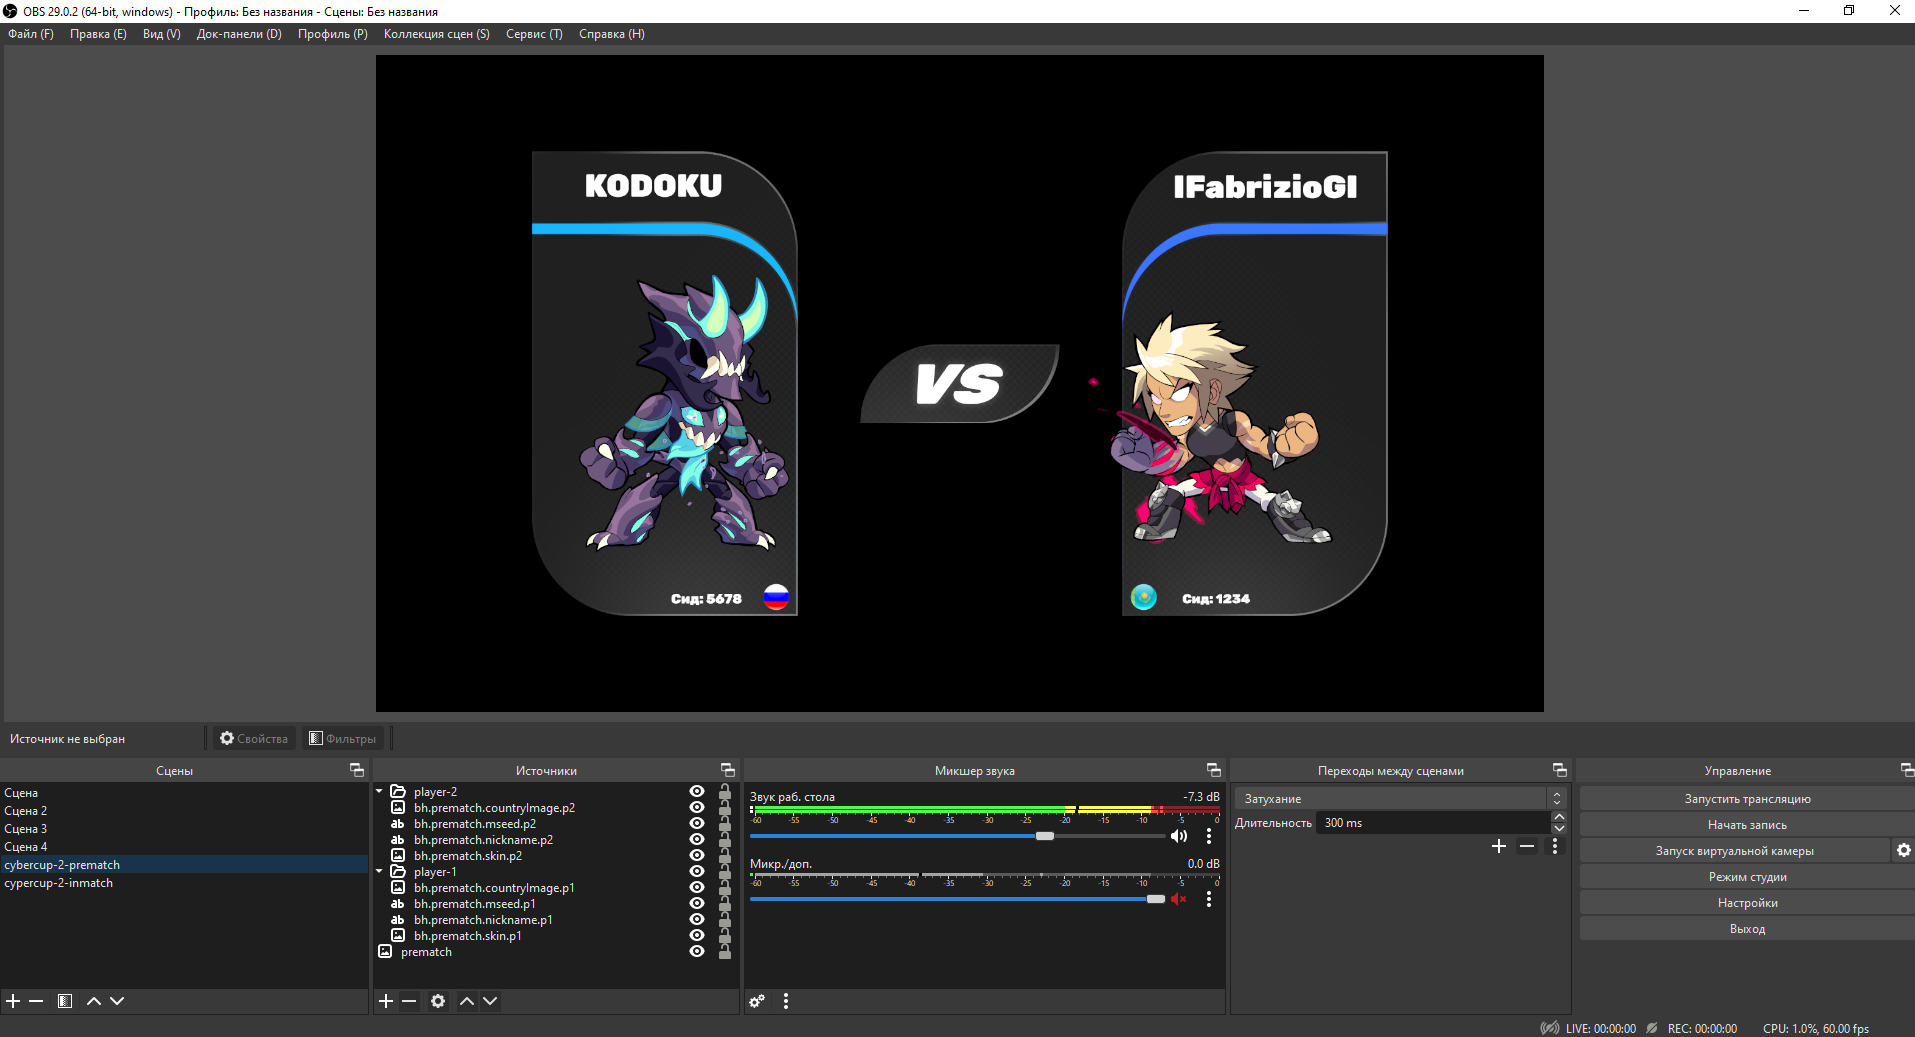 OBS 29.0.2 (64-bit, windows) - Профиль: Без названия - Сцены: Без названия
Файл (F) Правка (E) Вид (V) Док-панели (D) Профиль (P) Коллекция сцен (S) Сервис (T) Справка (H)
KODOKU
IFabrizioGI
VS
Сид: 5678
Сид: 1234
Источник не выбран
Свойства
Фильтры
Сцены
Сцена
Сцена 2
Сцена 3
Сцена 4
cybercup-2-prematch
cypercup-2-inmatch
Источники
player-2
bh.prematch.countryImage.p2
ab bh.prematch.mseed.p2
ab bh.prematch.nickname.p2
bh.prematch.skin.p2
player-1
bh.prematch.countryImage.p1
ab bh.prematch.mseed.p1
ab bh.prematch.nickname.p1
bh.prematch.skin.p1
prematch
Микшер звука
Звук раб. стола -7.3 dB
-60 -55 -50 -45 -40 -35 -30 -25 -20 -15 -10 -5 0
Микр./доп. 0.0 dB
-60 -55 -50 -45 -40 -35 -30 -25 -20 -15 -10 -5 0
Переходы между сценами
Затухание
Длительность 300 ms
Управление
Запустить трансляцию
Начать запись
Запуск виртуальной камеры
Режим студии
Настройки
Выход
LIVE: 00:00:00 REC: 00:00:00 CPU: 1.0%, 60.00 fps